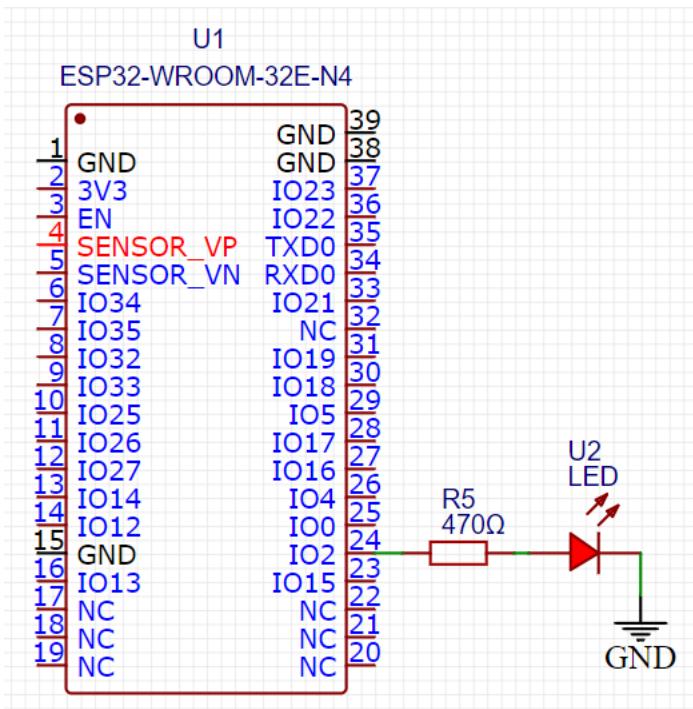 U1
ESP32-WROOM-32E-N4
1 GND
2 3V3
3 EN
4 SENSOR_VP
5 SENSOR_VN
6 IO34
7 IO35
8 IO32
9 IO33
10 IO25
11 IO26
12 IO27
13 IO14
14 IO12
15 GND
16 IO13
17 NC
18 NC
19 NC
GND 39
GND 38
IO23 37
IO22 36
TXD0 35
RXD0 34
IO21 33
NC 32
IO19 31
IO18 30
IO5 29
IO17 28
IO16 27
IO4 26
IO0 25
IO2 24
IO15 23
NC 22
NC 21
NC 20
R5
470Ω
U2
LED
GND